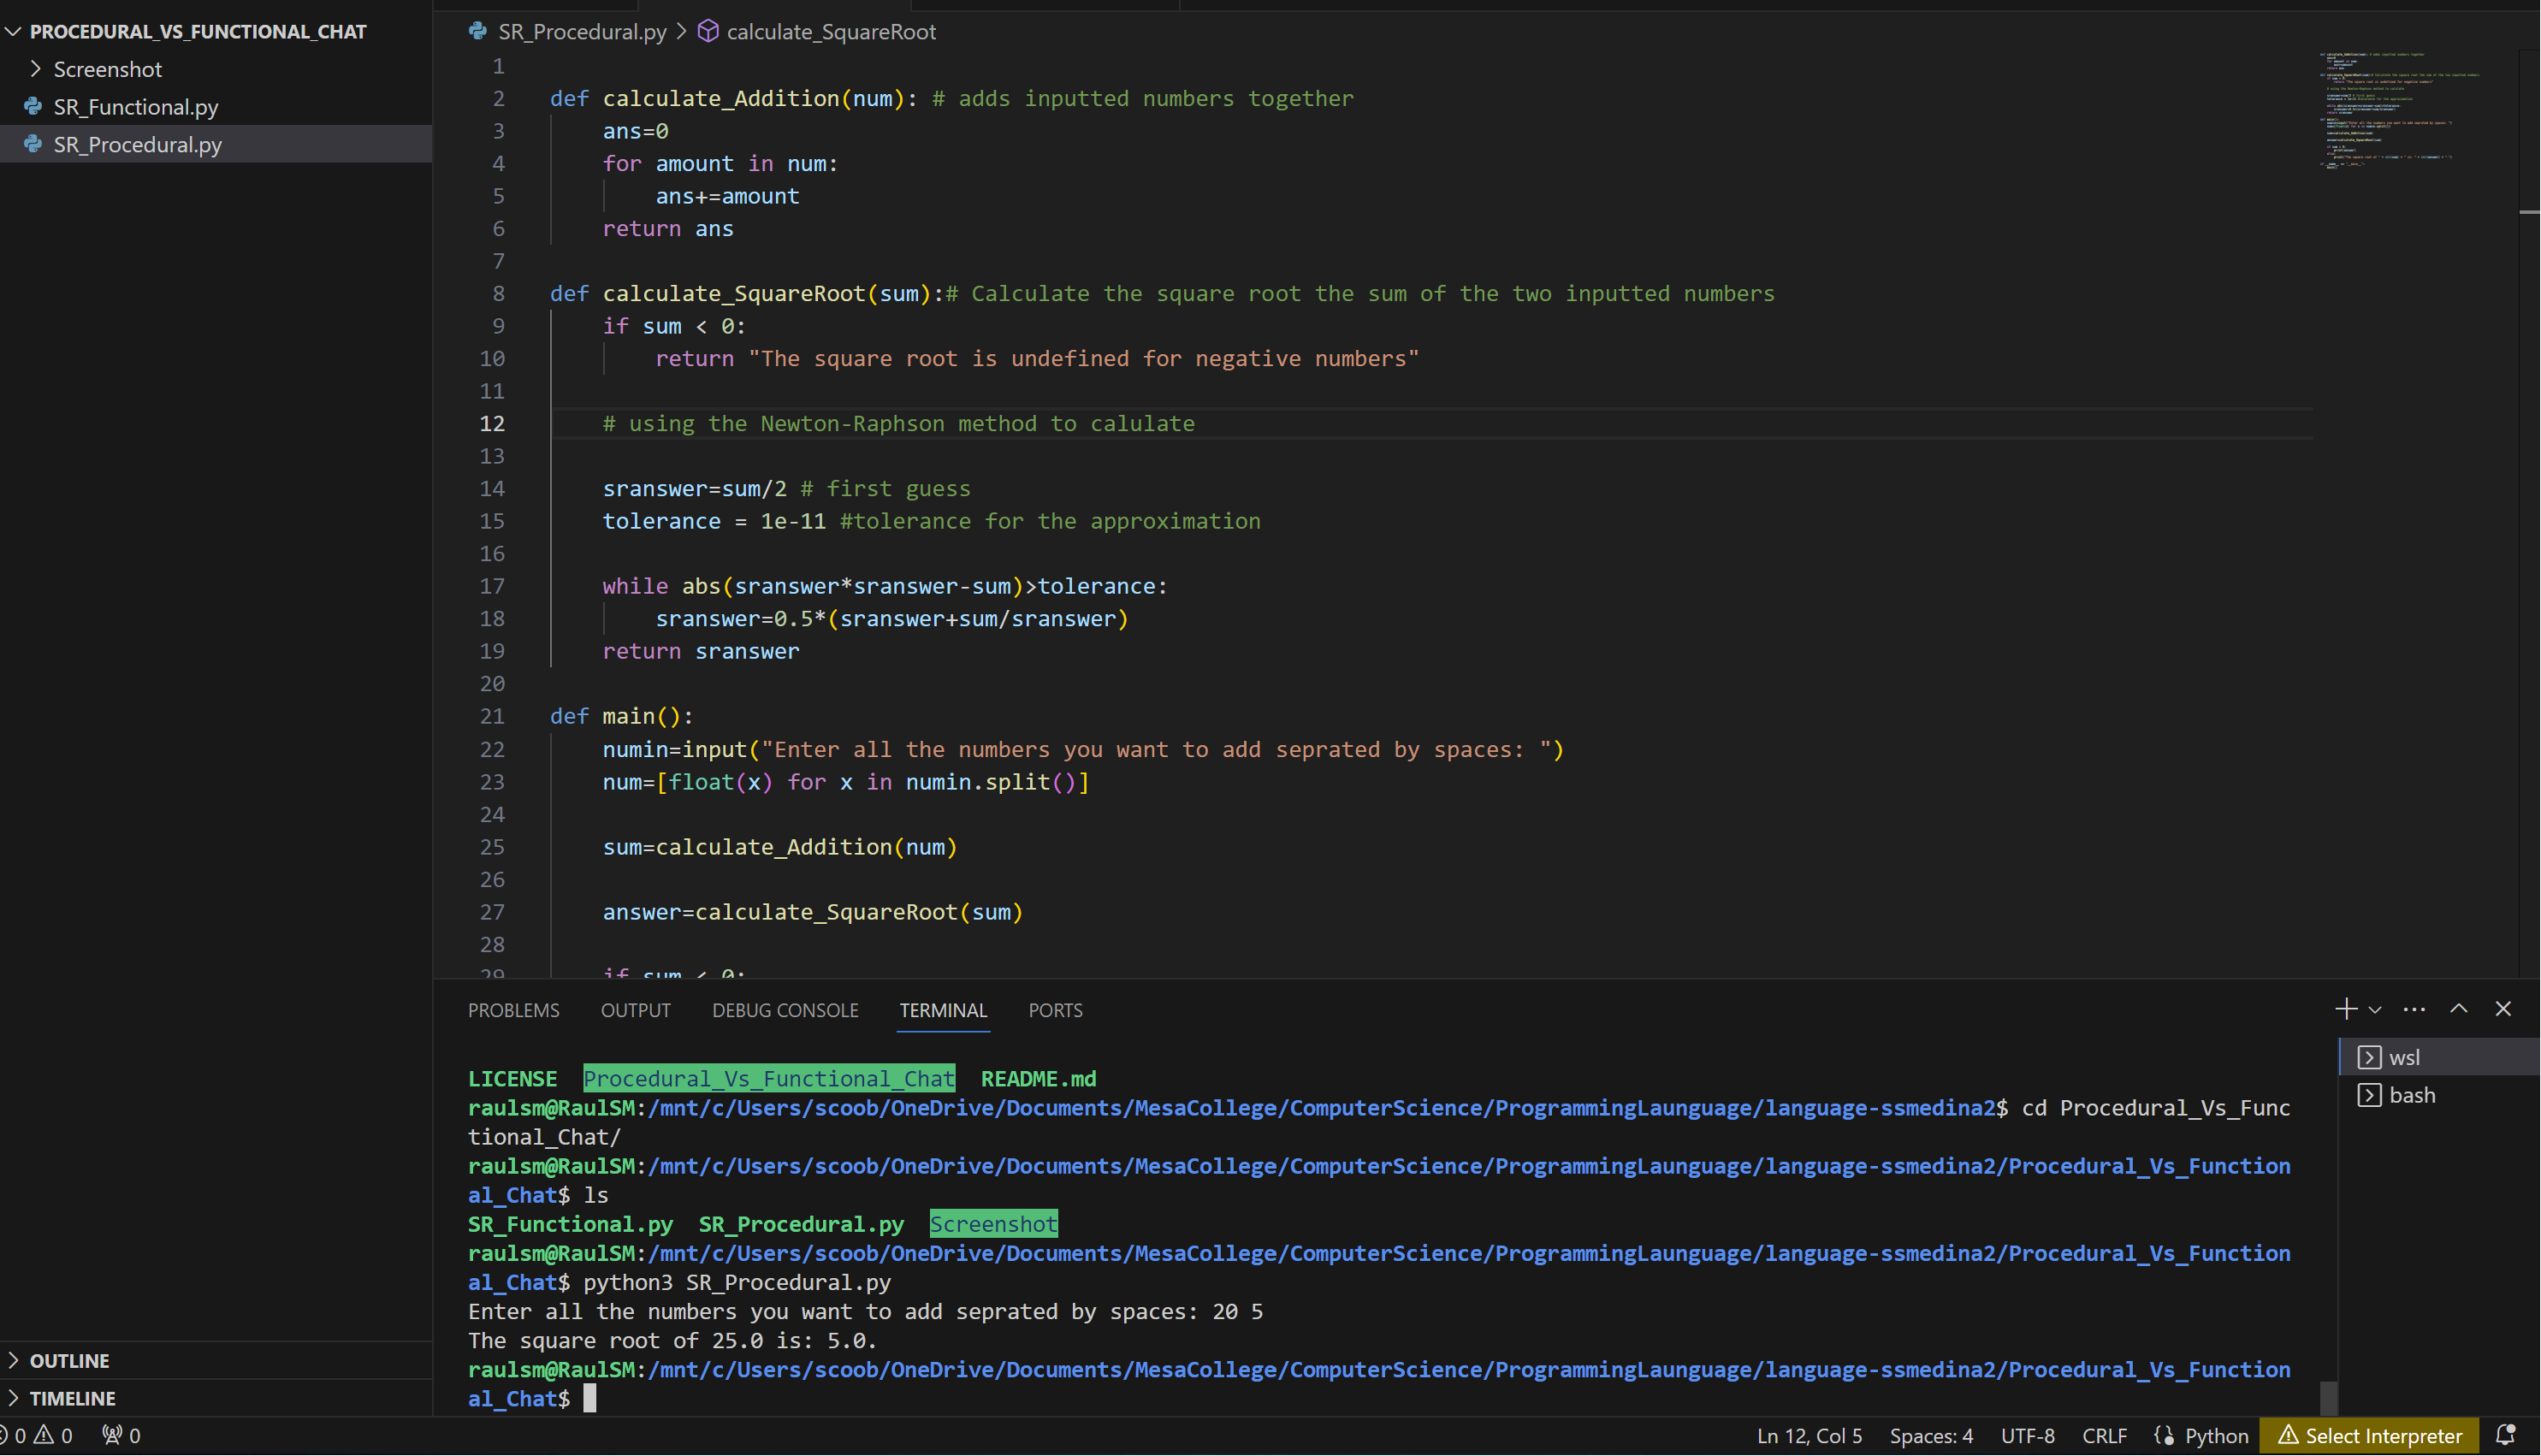 PROCEDURAL_VS_FUNCTIONAL_CHAT
Screenshot
SR_Functional.py
SR_Procedural.py
OUTLINE
TIMELINE
SR_Procedural.py > calculate_SquareRoot
1
2 def calculate_Addition(num): # adds inputted numbers together
3     ans=0
4     for amount in num:
5         ans+=amount
6     return ans
7
8 def calculate_SquareRoot(sum):# Calculate the square root the sum of the two inputted numbers
9     if sum < 0:
10         return "The square root is undefined for negative numbers"
11
12     # using the Newton-Raphson method to calulate
13
14     sranswer=sum/2 # first guess
15     tolerance = 1e-11 #tolerance for the approximation
16
17     while abs(sranswer*sranswer-sum)>tolerance:
18         sranswer=0.5*(sranswer+sum/sranswer)
19     return sranswer
20
21 def main():
22     numin=input("Enter all the numbers you want to add seprated by spaces: ")
23     num=[float(x) for x in numin.split()]
24
25     sum=calculate_Addition(num)
26
27     answer=calculate_SquareRoot(sum)
28
29     if sum < 0:
PROBLEMS OUTPUT DEBUG CONSOLE TERMINAL PORTS
LICENSE Procedural_Vs_Functional_Chat README.md
raulsm@RaulSM:/mnt/c/Users/scoob/OneDrive/Documents/MesaCollege/ComputerScience/ProgrammingLaunguage/language-ssmedina2$ cd Procedural_Vs_Func
tional_Chat/
raulsm@RaulSM:/mnt/c/Users/scoob/OneDrive/Documents/MesaCollege/ComputerScience/ProgrammingLaunguage/language-ssmedina2/Procedural_Vs_Function
al_Chat$ ls
SR_Functional.py SR_Procedural.py Screenshot
raulsm@RaulSM:/mnt/c/Users/scoob/OneDrive/Documents/MesaCollege/ComputerScience/ProgrammingLaunguage/language-ssmedina2/Procedural_Vs_Function
al_Chat$ python3 SR_Procedural.py
Enter all the numbers you want to add seprated by spaces: 20 5
The square root of 25.0 is: 5.0.
raulsm@RaulSM:/mnt/c/Users/scoob/OneDrive/Documents/MesaCollege/ComputerScience/ProgrammingLaunguage/language-ssmedina2/Procedural_Vs_Function
al_Chat$
wsl
bash
0 0 0 Ln 12, Col 5 Spaces: 4 UTF-8 CRLF {} Python Select Interpreter